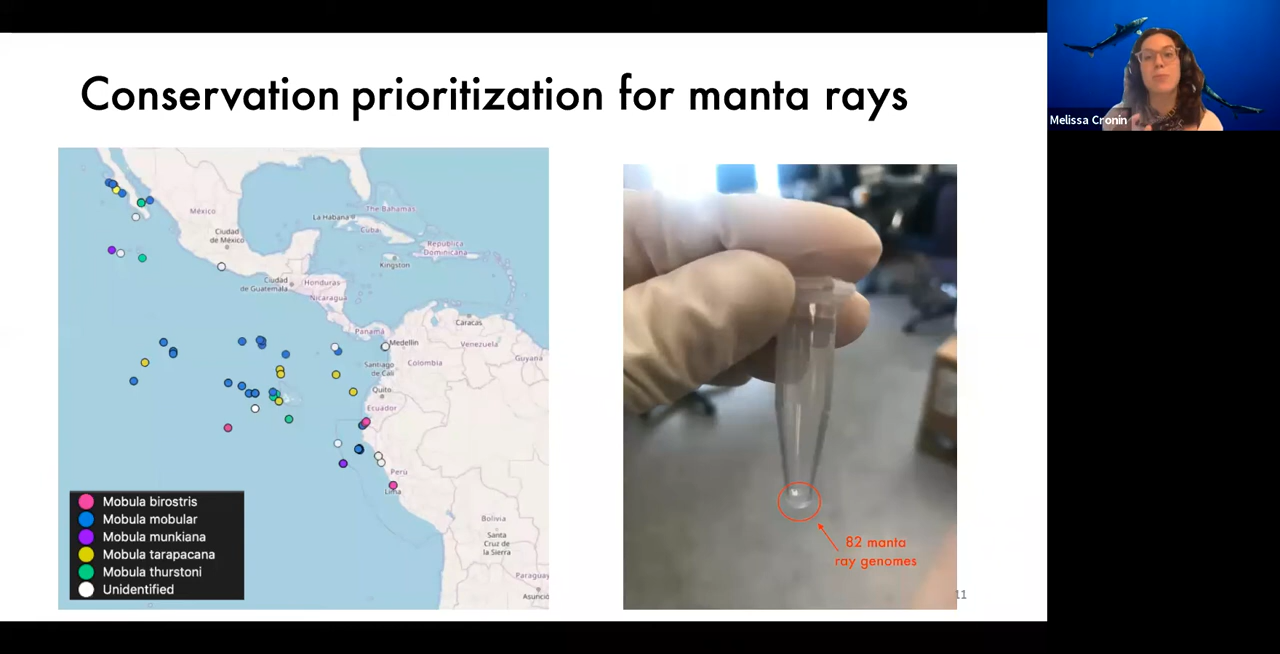 Conservation prioritization for manta rays
Melissa Cronin
México
Ciudad
de México
La Habana
The Bahamas
Cuba
República
Dominicana
Kingston
Ciudad
de Guatemala
Honduras
Nicaragua
Panamá
Caracas
Medellín
Venezuela
Guyana
Santiago
de Cali
Colombia
Quito
Ecuador
Perú
Lima
Bolivia
Santa
Cruz de
la Sierra
Paraguay
Asunció
Mobula birostris
Mobula mobular
Mobula munkiana
Mobula tarapacana
Mobula thurstoni
Unidentified
82 manta
ray genomes
11